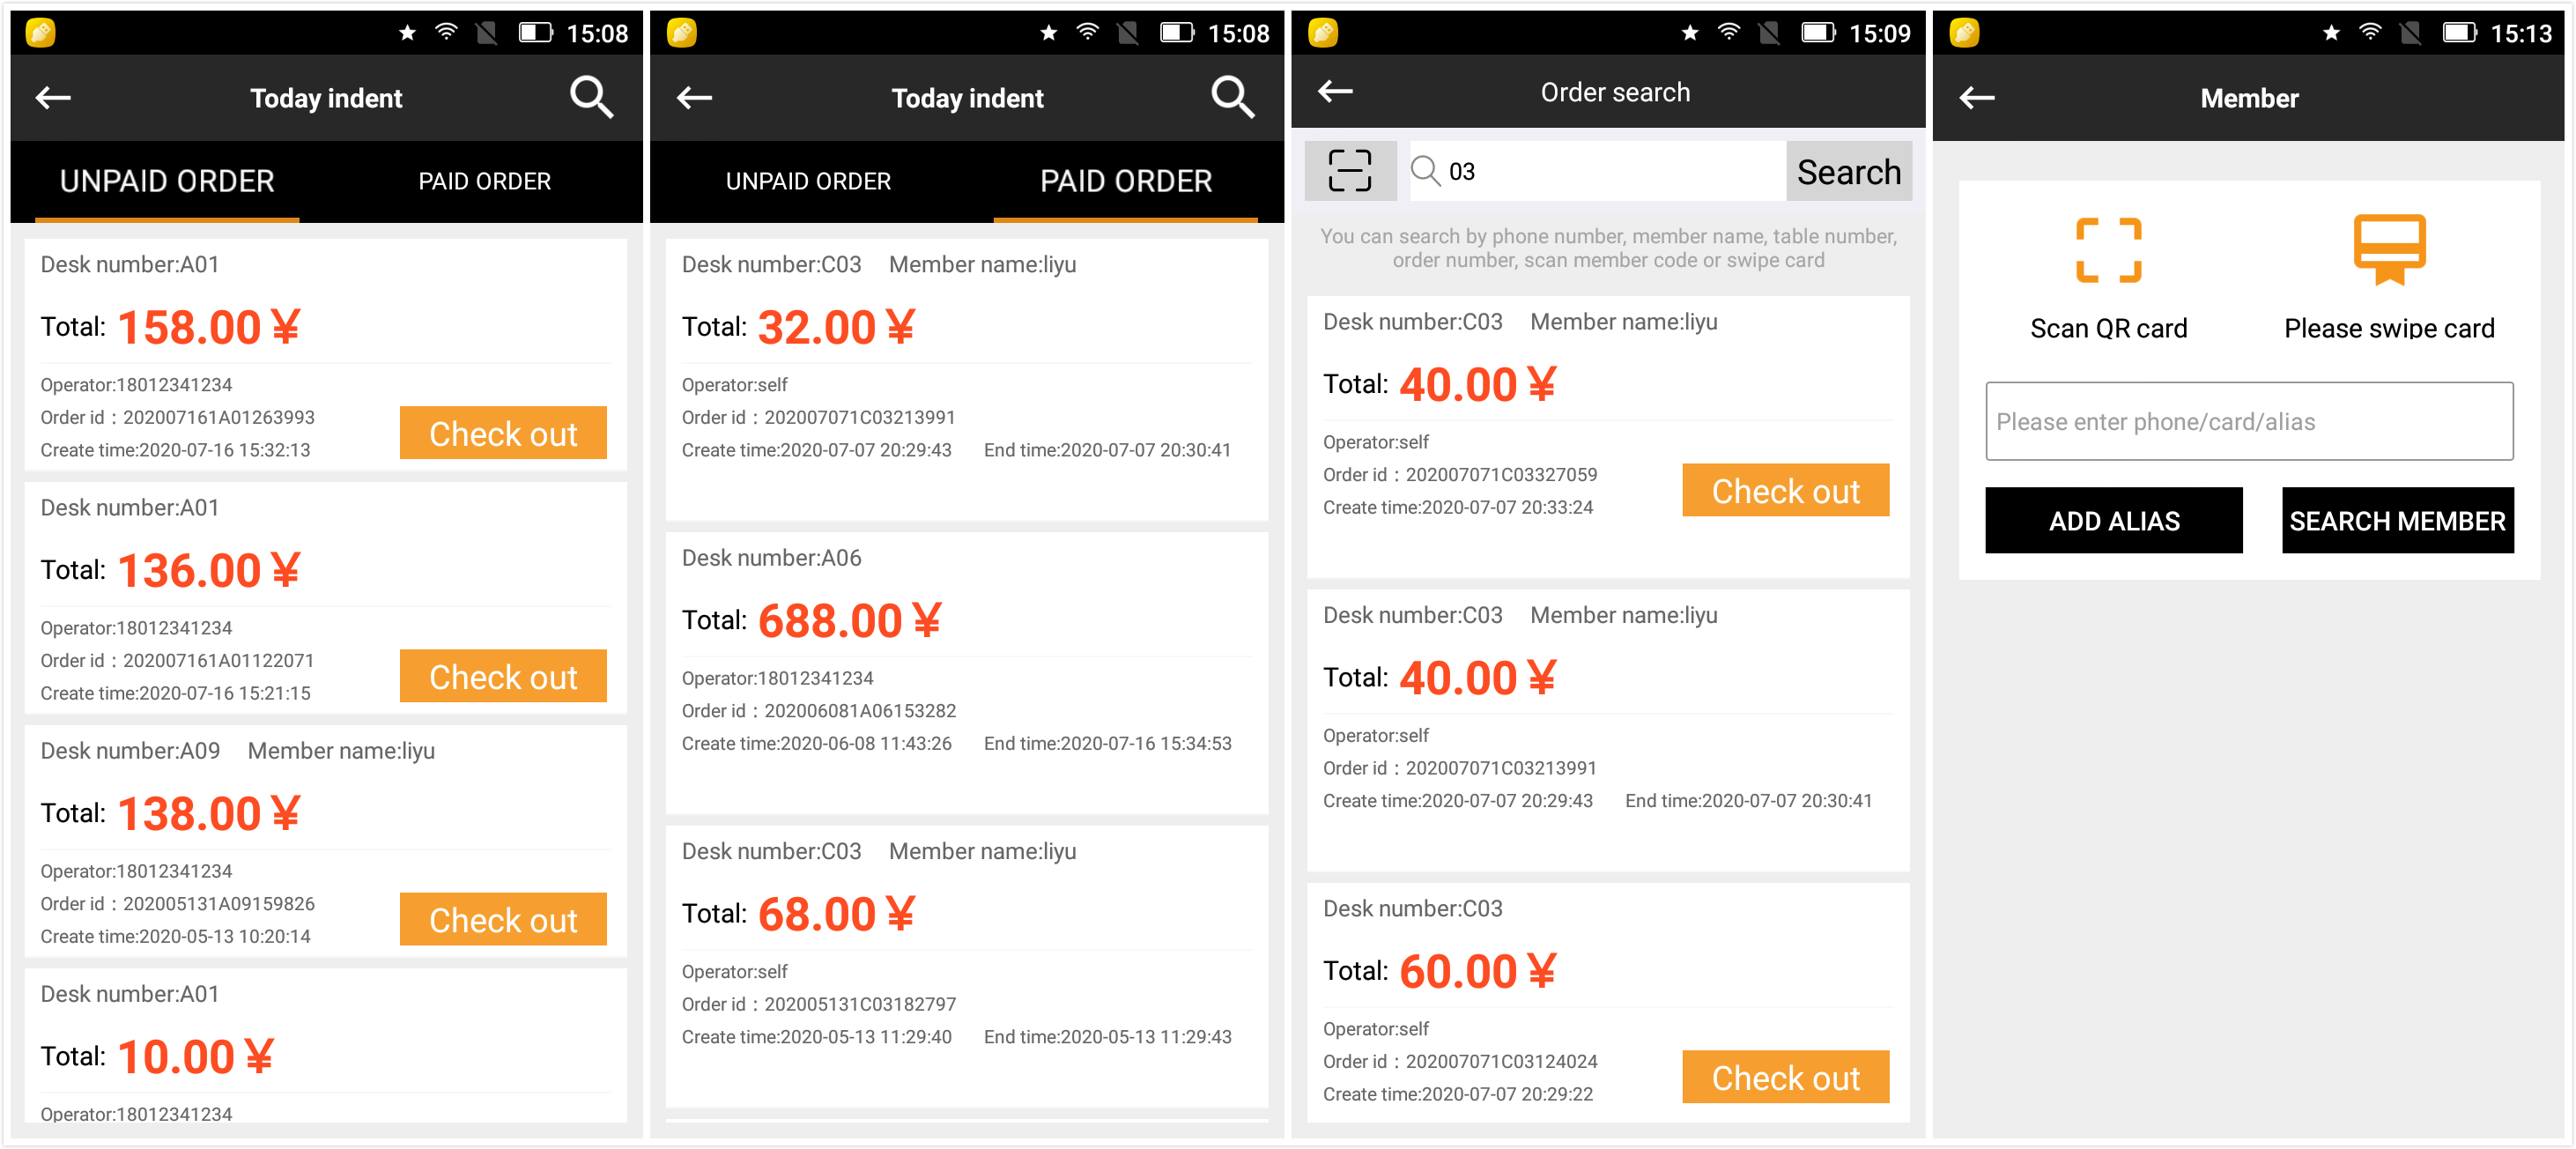 15:08
Today indent
UNPAID ORDER
PAID ORDER
Desk number:A01
Total: 158.00 ¥
Operator:18012341234
Order id：202007161A01263993
Create time:2020-07-16 15:32:13
Check out
Desk number:A01
Total: 136.00 ¥
Operator:18012341234
Order id：202007161A01122071
Create time:2020-07-16 15:21:15
Check out
Desk number:A09 Member name:liyu
Total: 138.00 ¥
Operator:18012341234
Order id：202005131A09159826
Create time:2020-05-13 10:20:14
Check out
Desk number:A01
Total: 10.00 ¥
Operator:18012341234
15:08
Today indent
UNPAID ORDER
PAID ORDER
Desk number:C03 Member name:liyu
Total: 32.00 ¥
Operator:self
Order id：202007071C03213991
Create time:2020-07-07 20:29:43 End time:2020-07-07 20:30:41
Desk number:A06
Total: 688.00 ¥
Operator:18012341234
Order id：202006081A06153282
Create time:2020-06-08 11:43:26 End time:2020-07-16 15:34:53
Desk number:C03 Member name:liyu
Total: 68.00 ¥
Operator:self
Order id：202005131C03182797
Create time:2020-05-13 11:29:40 End time:2020-05-13 11:29:43
15:09
Order search
03
Search
You can search by phone number, member name, table number,
order number, scan member code or swipe card
Desk number:C03 Member name:liyu
Total: 40.00 ¥
Operator:self
Order id：202007071C03327059
Create time:2020-07-07 20:33:24
Check out
Desk number:C03 Member name:liyu
Total: 40.00 ¥
Operator:self
Order id：202007071C03213991
Create time:2020-07-07 20:29:43 End time:2020-07-07 20:30:41
Desk number:C03
Total: 60.00 ¥
Operator:self
Order id：202007071C03124024
Create time:2020-07-07 20:29:22
Check out
15:13
Member
Scan QR card
Please swipe card
Please enter phone/card/alias
ADD ALIAS
SEARCH MEMBER